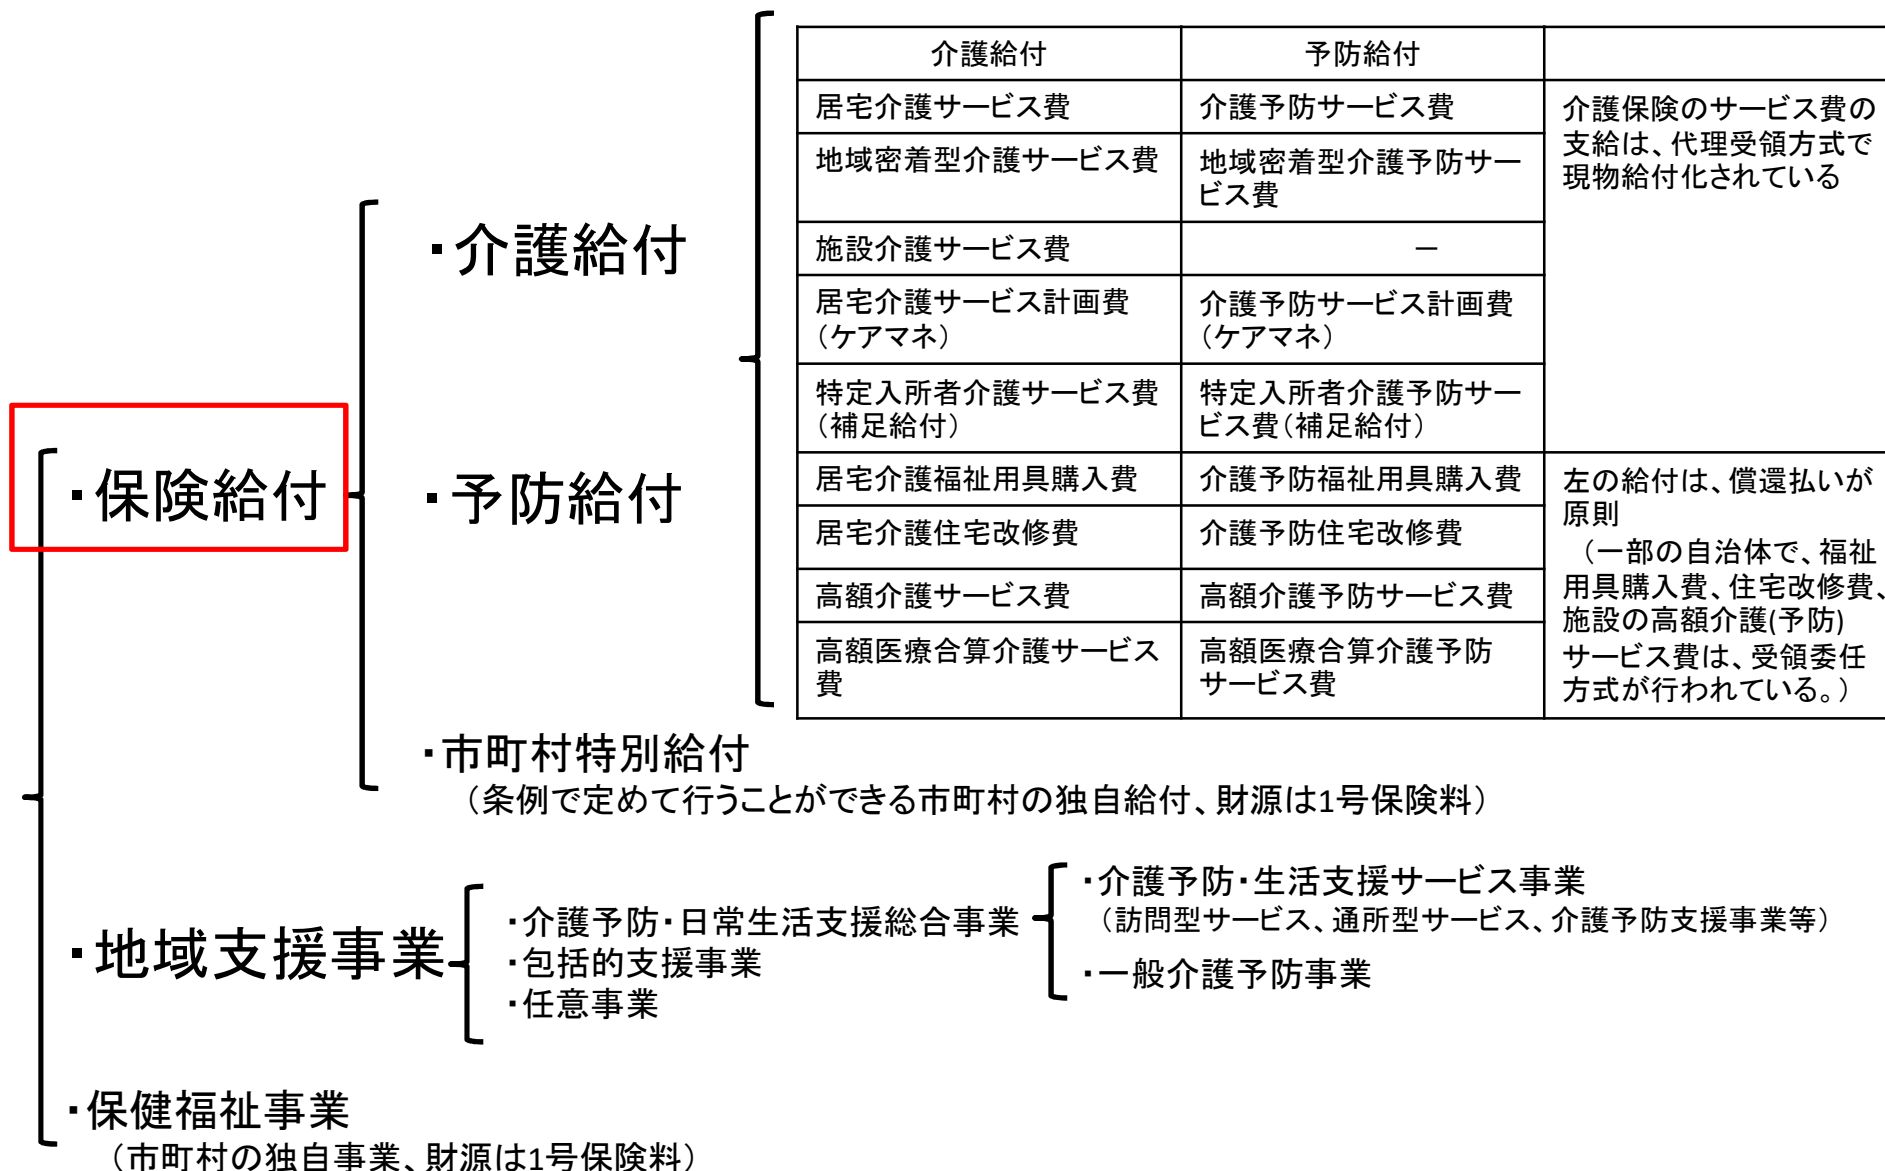 介護給付
予防給付
居宅介護サービス費
介護予防サービス費
介護保険のサービス費の
支給は、代理受領方式で
現物給付化されている
地域密着型介護サービス費
地域密着型介護予防サー
ビス費
施設介護サービス費
－
居宅介護サービス計画費
（ケアマネ）
介護予防サービス計画費
（ケアマネ）
特定入所者介護サービス費
（補足給付）
特定入所者介護予防サー
ビス費（補足給付）
居宅介護福祉用具購入費
介護予防福祉用具購入費
左の給付は、償還払いが
原則
（一部の自治体で、福祉
用具購入費、住宅改修費、
施設の高額介護(予防)
サービス費は、受領委任
方式が行われている。）
居宅介護住宅改修費
介護予防住宅改修費
高額介護サービス費
高額介護予防サービス費
高額医療合算介護サービス
費
高額医療合算介護予防
サービス費
・保険給付
・介護給付
・予防給付
・市町村特別給付
（条例で定めて行うことができる市町村の独自給付、財源は1号保険料）
・地域支援事業
・介護予防・日常生活支援総合事業
・包括的支援事業
・任意事業
・介護予防・生活支援サービス事業
（訪問型サービス、通所型サービス、介護予防支援事業等）
・一般介護予防事業
・保健福祉事業
（市町村の独自事業、財源は1号保険料）